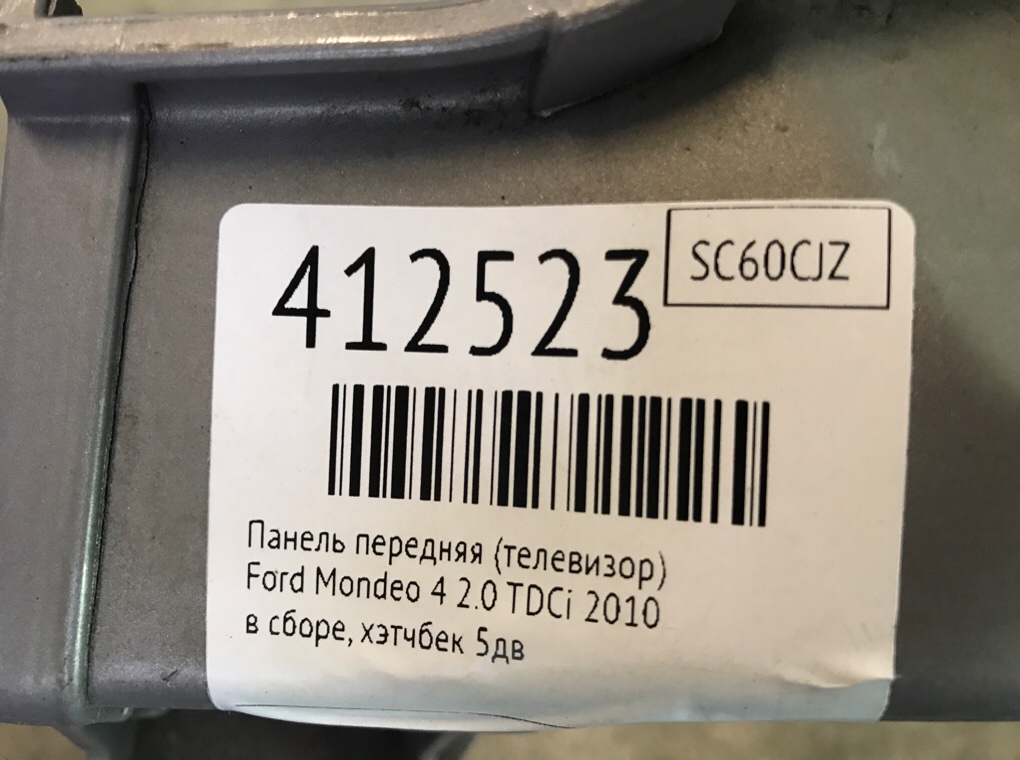 412523
SC60CJZ
Панель передняя (телевизор)
Ford Mondeo 4 2.0 TDCi 2010
в сборе, хэтчбек 5дв